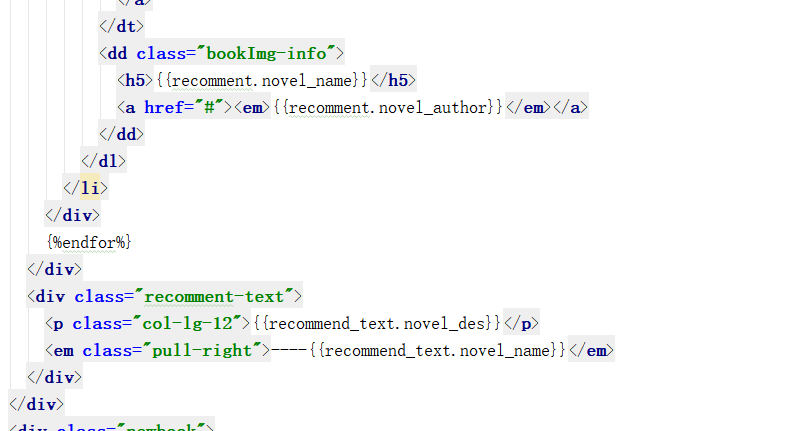 </a>
</dt>
<dd class="bookImg-info">
<h5>{{recomment.novel_name}}</h5>
<a href="#"><em>{{recomment.novel_author}}</em></a>
</dd>
</dl>
</li>
</div>
{%endfor%}
</div>
<div class="recomment-text">
<p class="col-lg-12">{{recommend_text.novel_des}}</p>
<em class="pull-right">----{{recommend_text.novel_name}}</em>
</div>
</div>
<div class="newbook">